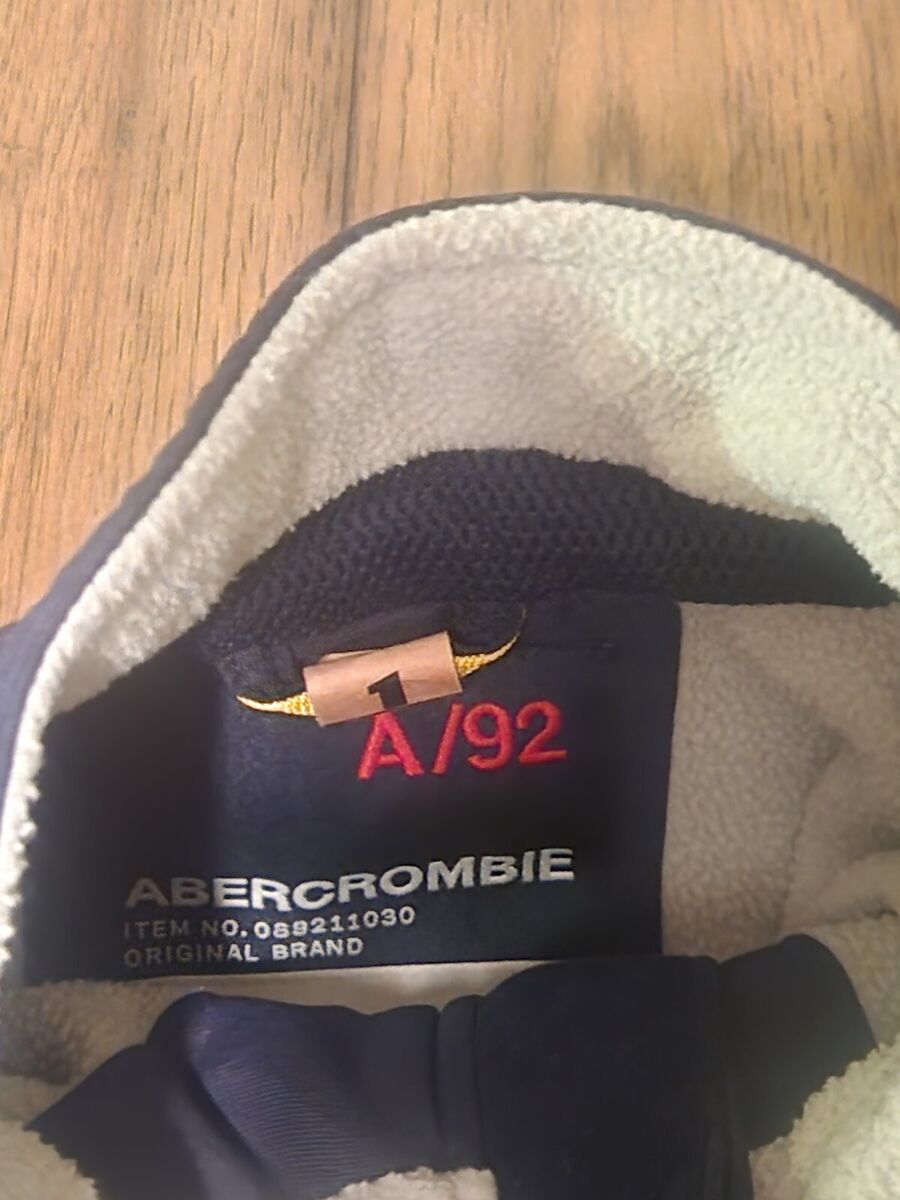 1
A/92
ABERCROMBIE
ITEM NO. 089211030
ORIGINAL BRAND